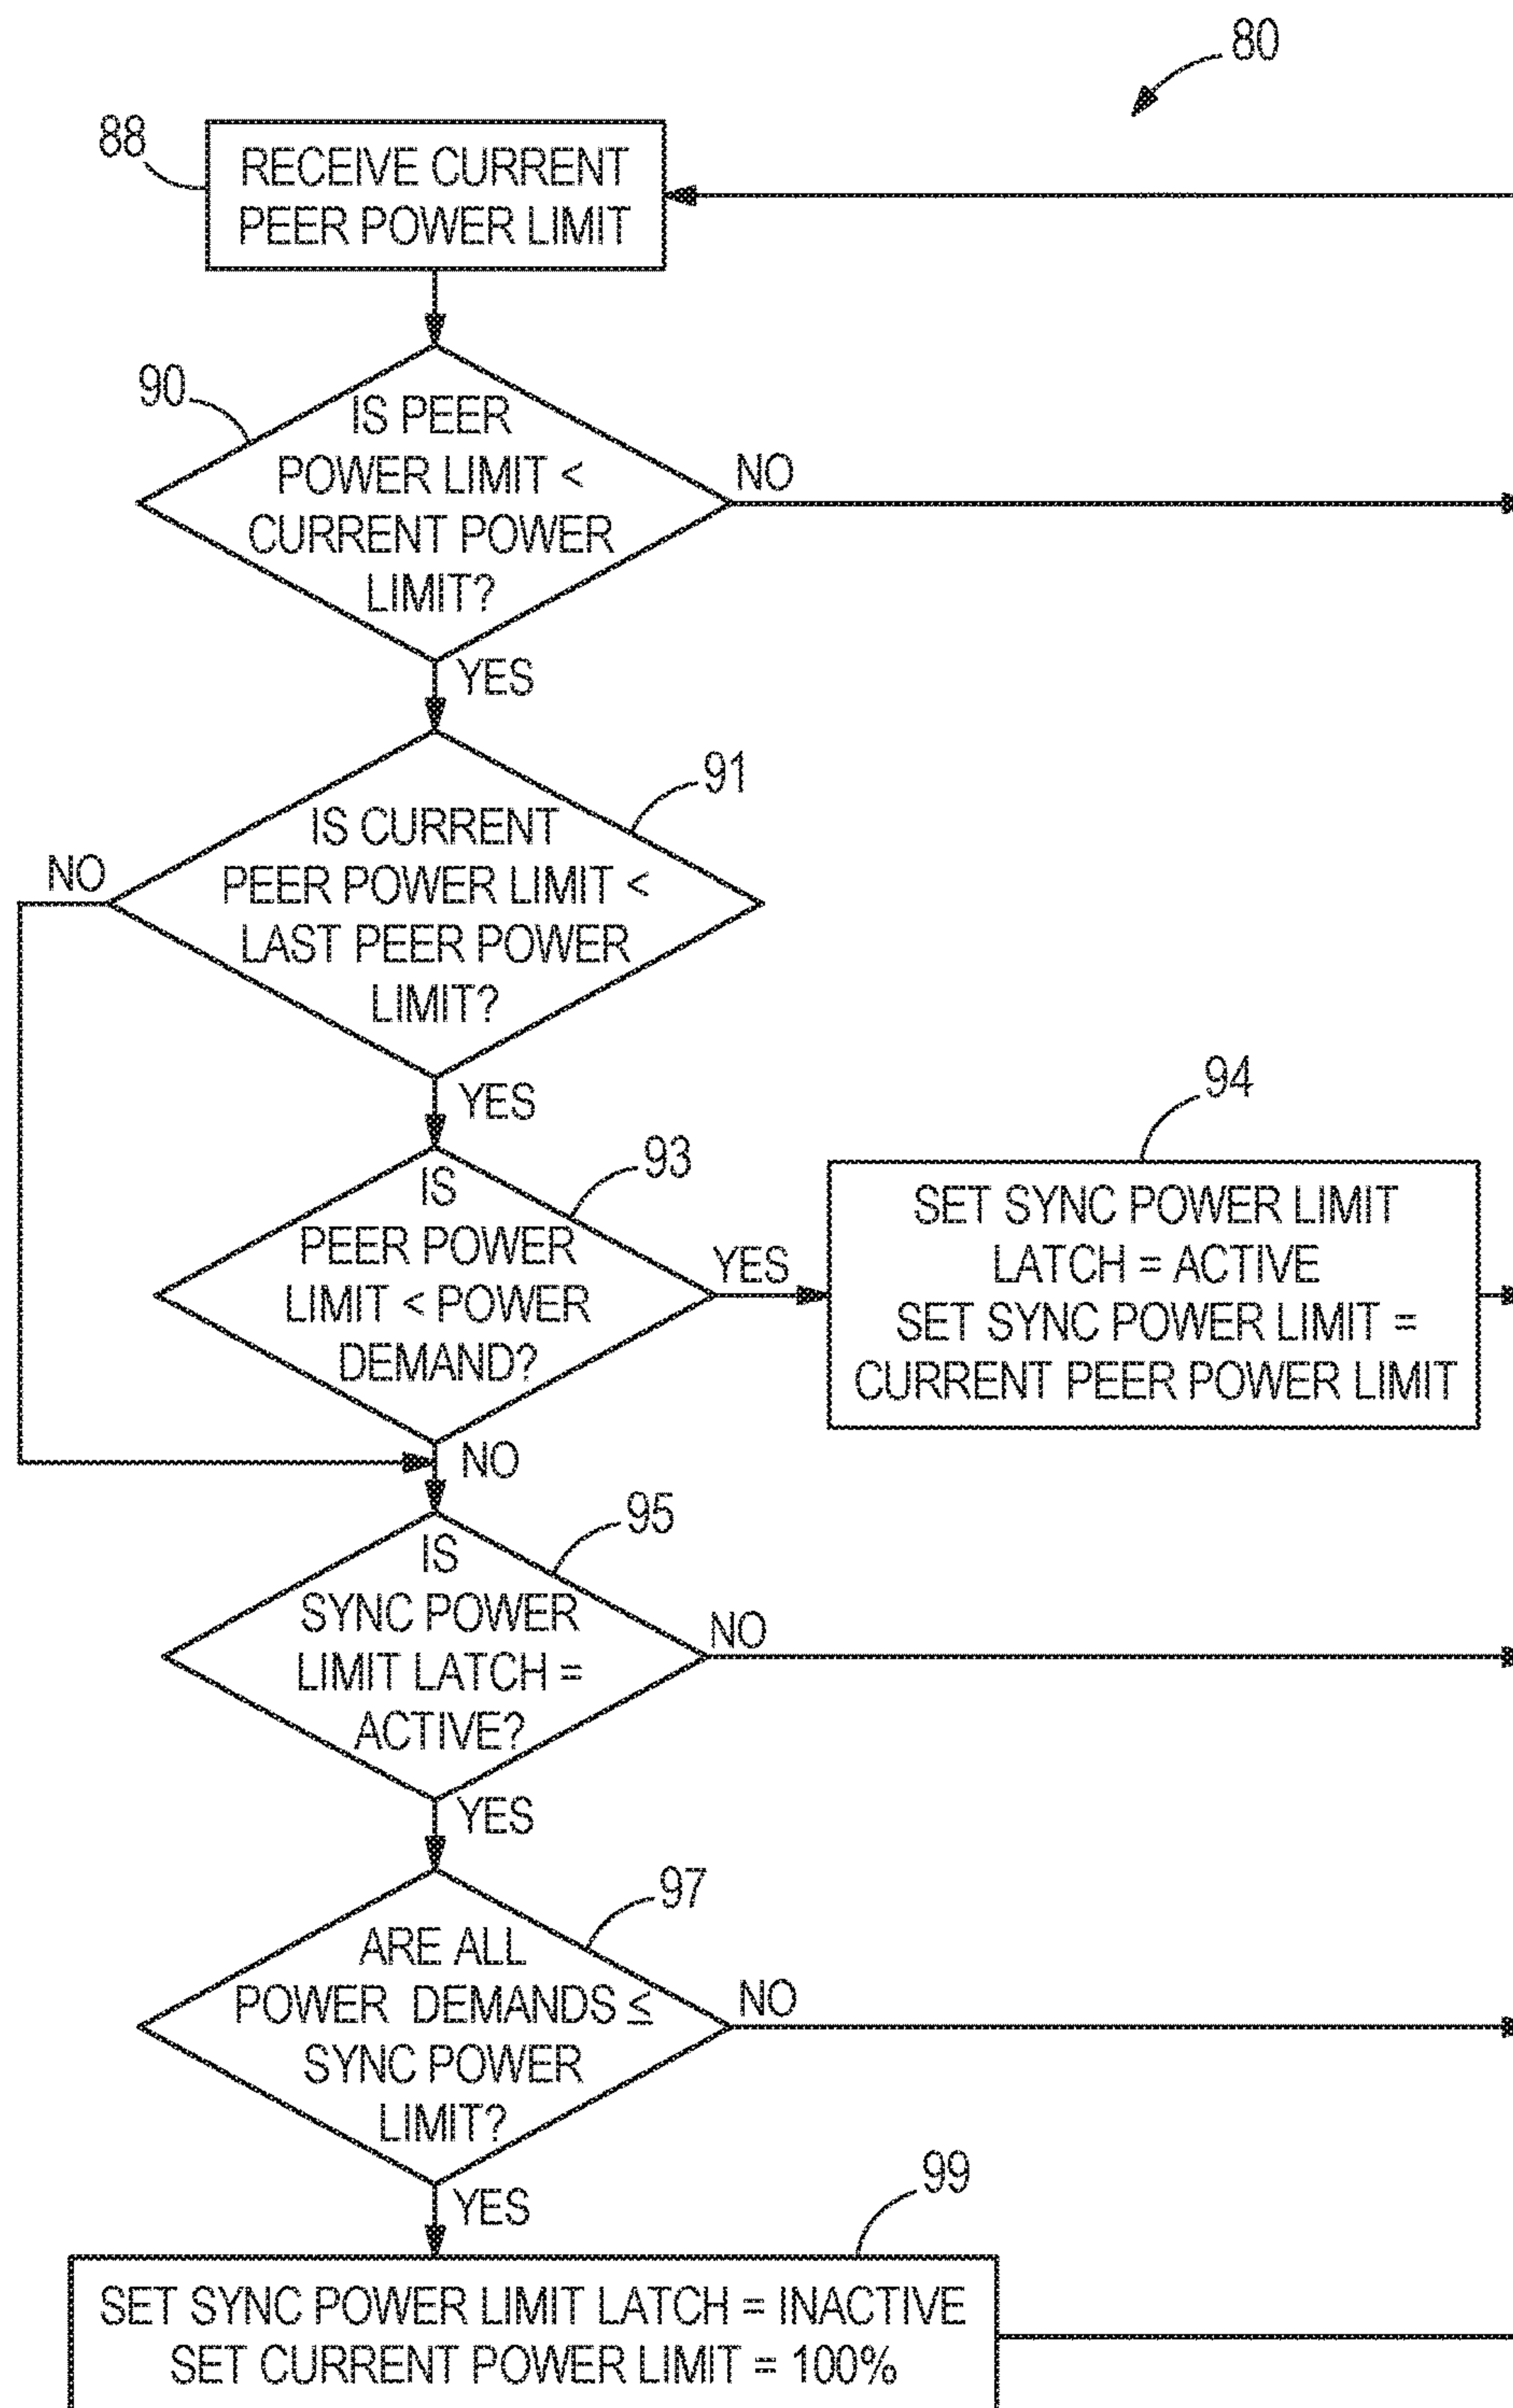 80
88
RECEIVE CURRENT
PEER POWER LIMIT
90
IS PEER
POWER LIMIT <
CURRENT POWER
LIMIT?
NO
YES
91
IS CURRENT
PEER POWER LIMIT <
LAST PEER POWER
LIMIT?
NO
YES
93
IS
PEER POWER
LIMIT < POWER
DEMAND?
YES
94
SET SYNC POWER LIMIT
LATCH = ACTIVE
SET SYNC POWER LIMIT =
CURRENT PEER POWER LIMIT
NO
95
IS
SYNC POWER
LIMIT LATCH =
ACTIVE?
NO
YES
97
ARE ALL
POWER DEMANDS ≤
SYNC POWER
LIMIT?
NO
YES
99
SET SYNC POWER LIMIT LATCH = INACTIVE
SET CURRENT POWER LIMIT = 100%